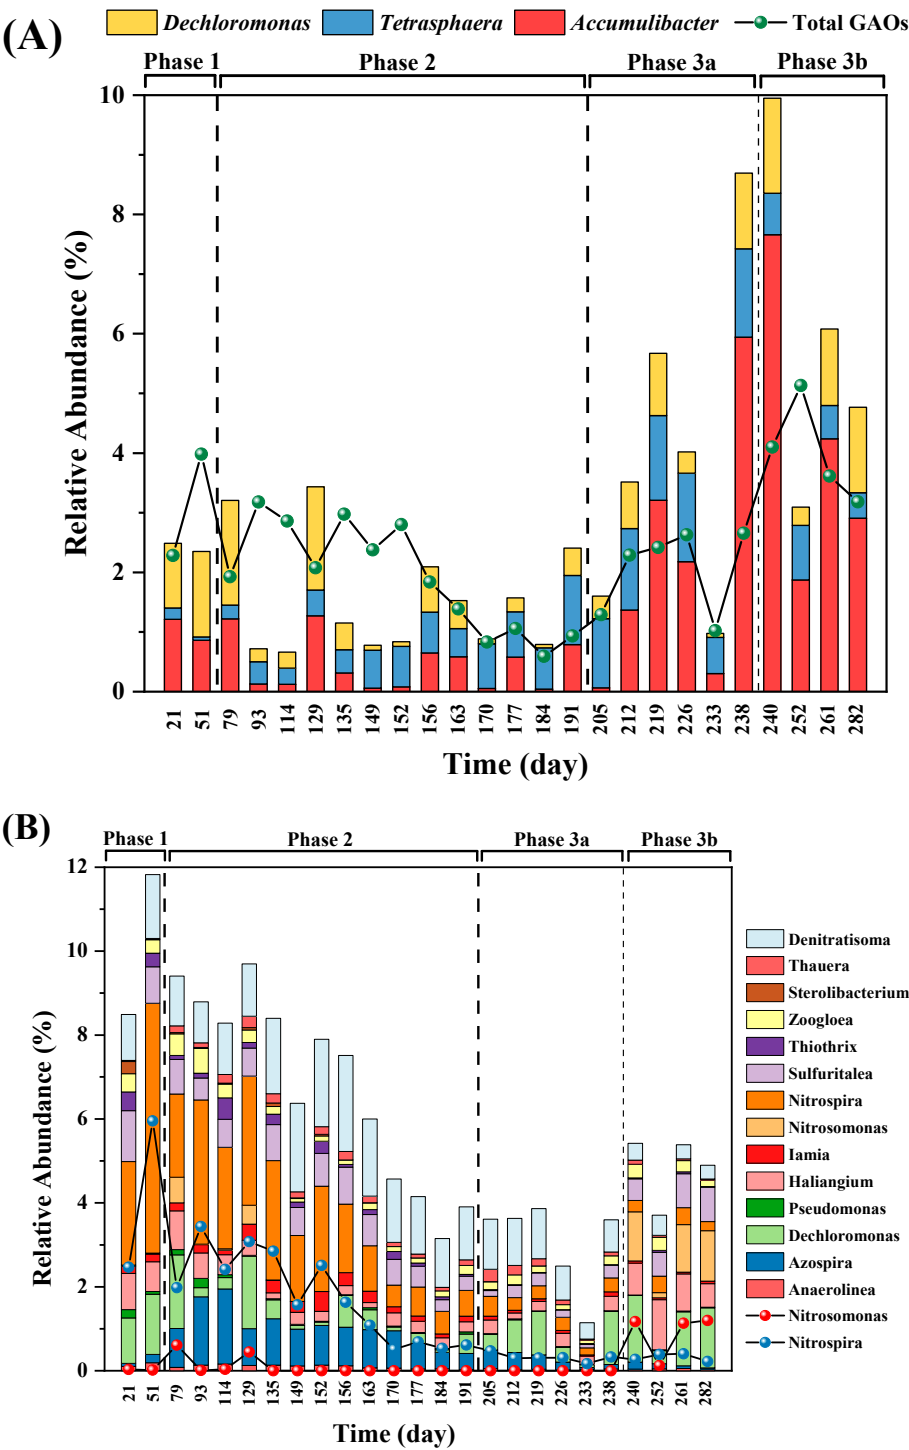 (A)
Dechloromonas Tetrasphaera Accumulibacter Total GAOs
Phase 1 Phase 2 Phase 3a Phase 3b
10
8
6
4
2
0
Relative Abundance (%)
21 51 79 93 114 129 135 149 152 156 163 170 177 184 191 205 212 219 226 233 238 240 252 261 282
Time (day)
(B)
Phase 1 Phase 2 Phase 3a Phase 3b
12
10
8
6
4
2
0
Relative Abundance (%)
21 51 79 93 114 129 135 149 152 156 163 170 177 184 191 205 212 219 226 233 238 240 252 261 282
Time (day)
Denitratisoma
Thauera
Sterolibacterium
Zoogloea
Thiothrix
Sulfuritalea
Nitrospira
Nitrosomonas
Iamia
Haliangium
Pseudomonas
Dechloromonas
Azospira
Anaerolinea
Nitrosomonas
Nitrospira